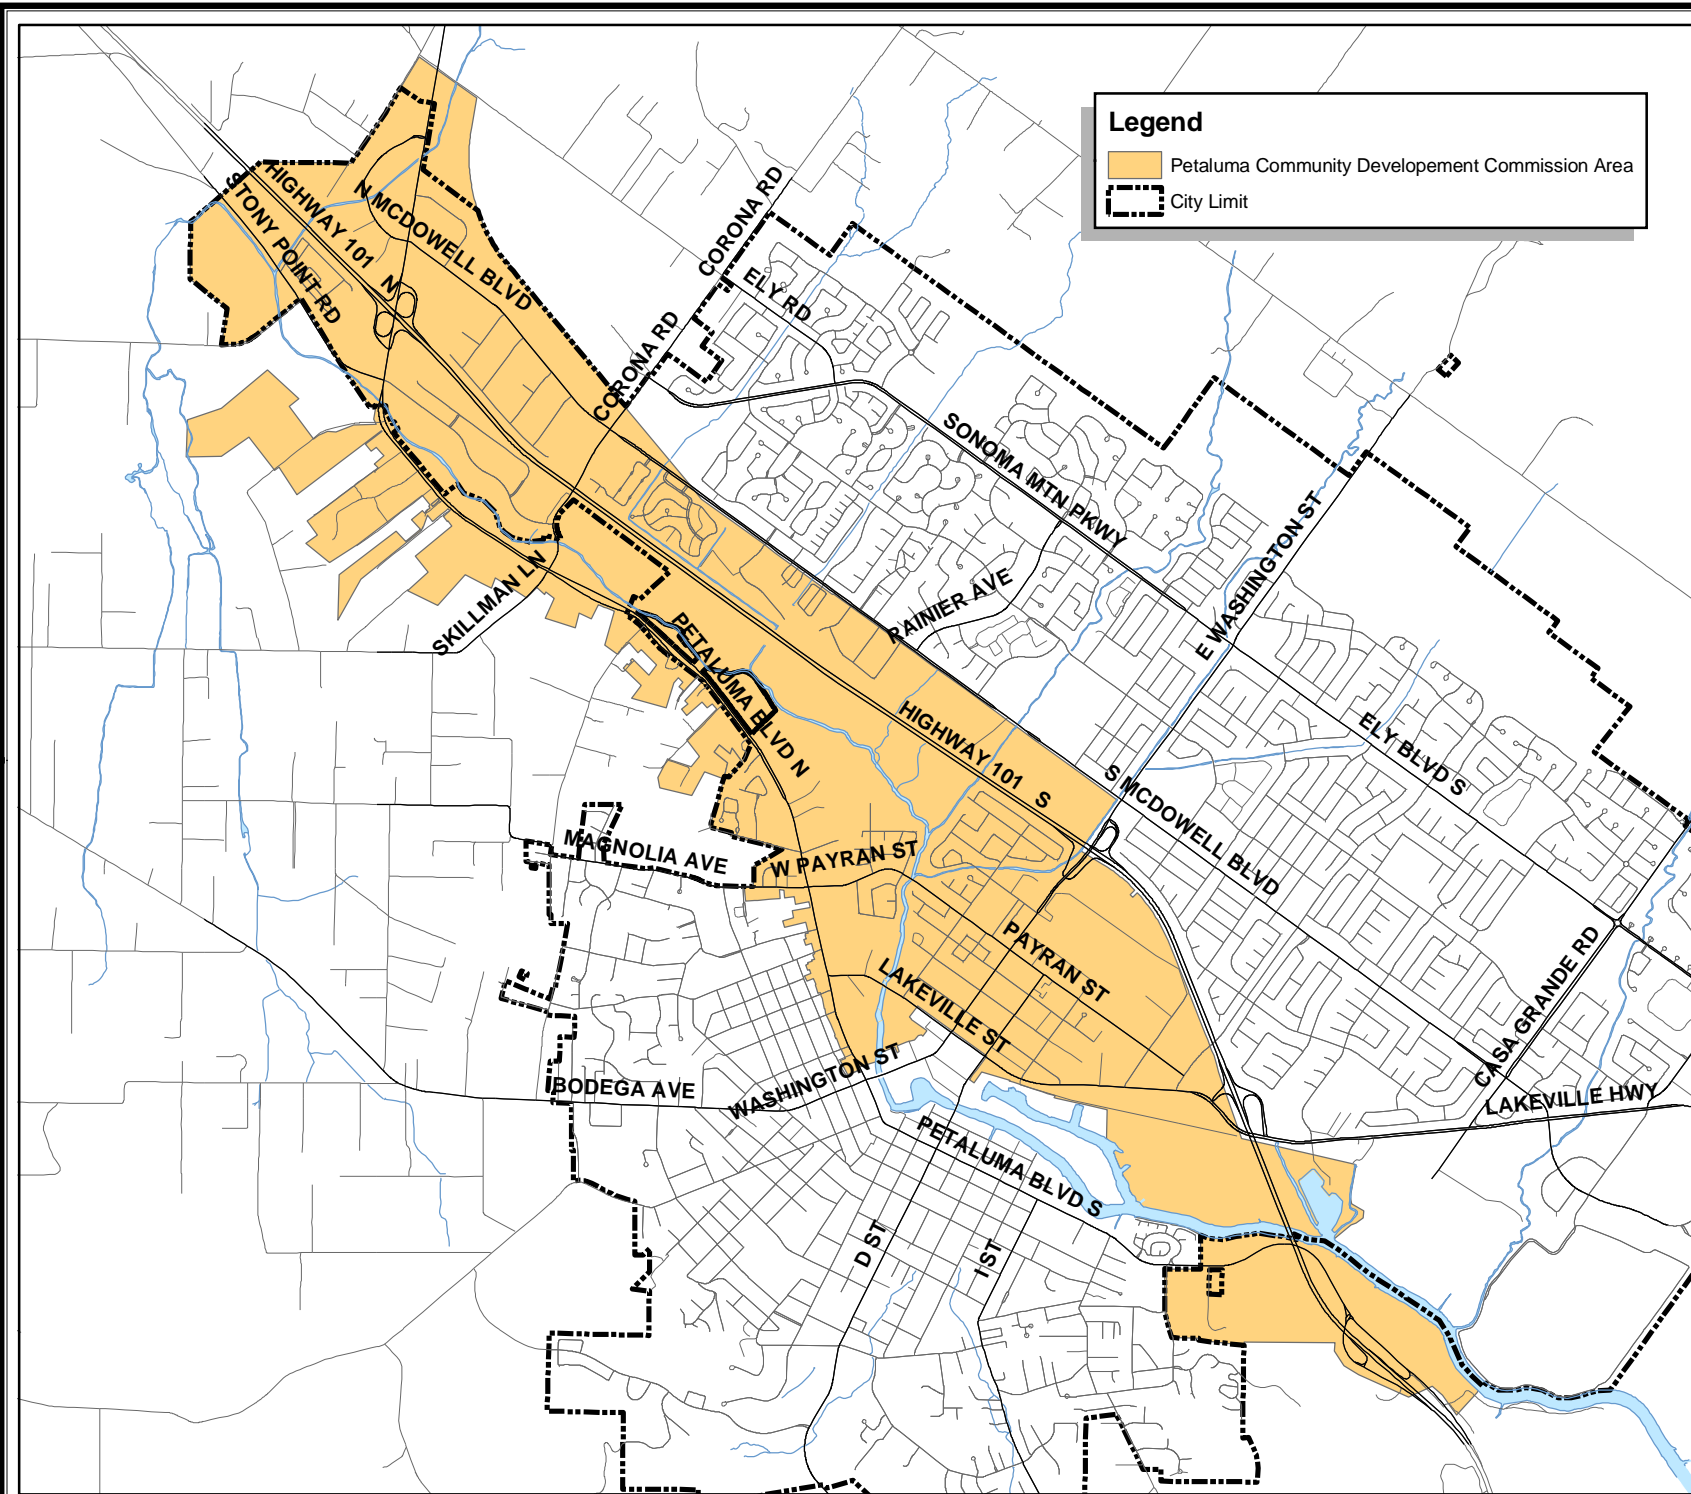 Legend
Petaluma Community Developement Commission Area
City Limit
CORONA RD
STONY POINT RD
HIGHWAY 101 N
N MCDOWELL BLVD
ELY RD
CORONA RD
SONOMA MTN PKWY
E WASHINGTON ST
SKILLMAN LN
RAINIER AVE
PETALUMA BLVD N
HIGHWAY 101 S
ELY BLVD S
S MCDOWELL BLVD
MAGNOLIA AVE
W PAYRAN ST
PAYRAN ST
LAKEVILLE ST
CASA GRANDE RD
BODEGA AVE
WASHINGTON ST
LAKEVILLE HWY
PETALUMA BLVD S
D ST
I ST